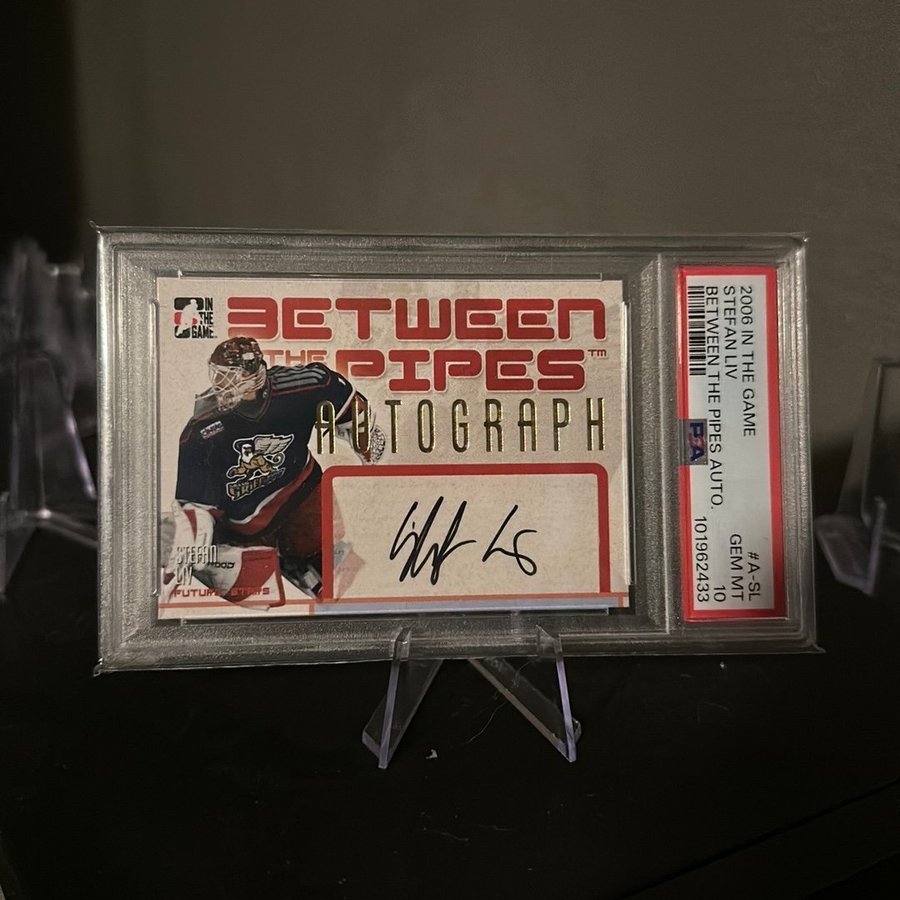 IN
THE
GAME
BETWEEN
THE PIPES™
AUTOGRAPH
STEFAN
LIV
FUTURE STARS
2006 IN THE GAME #A-SL
STEFAN LIV GEM MT
BETWEEN THE PIPES AUTO. 10
PSA 101962433